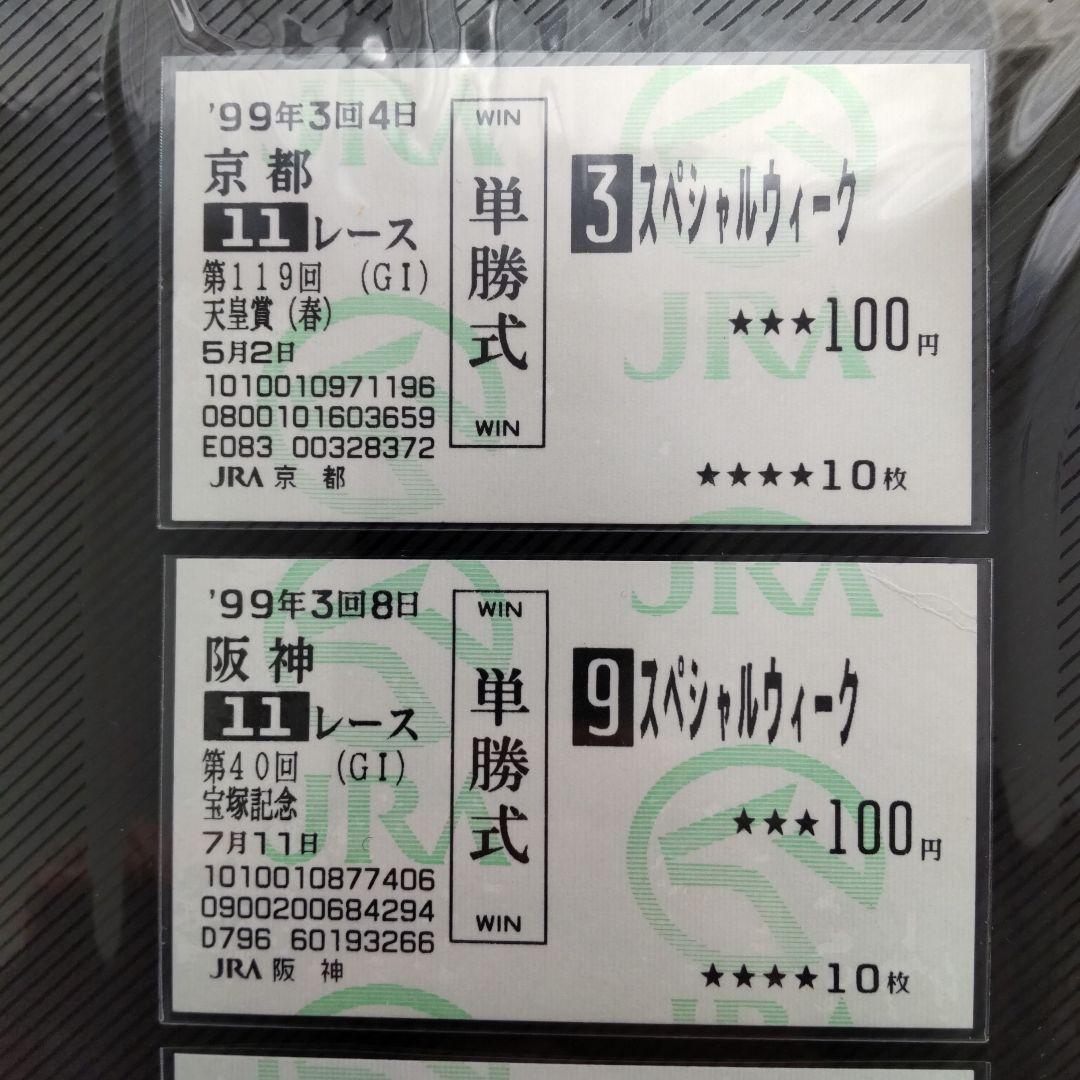 '99年3回4日
京都
11レース
第119回 (GI)
天皇賞(春)
5月2日
1010010971196
0800101603659
E083 00328372
JRA 京 都
WIN
単勝式
WIN
3 スペシャルウィーク
★★★100円
★★★★10枚
JRA
JRA
JRA
'99年3回8日
阪神
11レース
第40回 (GI)
宝塚記念
7月11日
1010010877406
0900200684294
D796 60193266
JRA 阪 神
WIN
単勝式
WIN
9 スペシャルウィーク
★★★100円
★★★★10枚
JRA
JRA
JRA